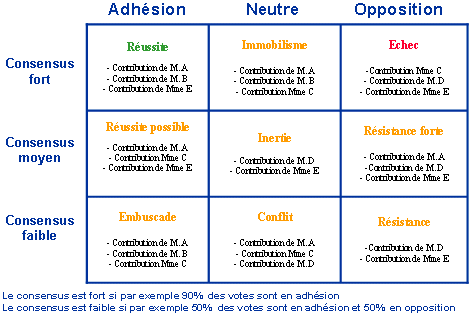 Adhésion Neutre Opposition
Consensus fort
Réussite
- Contribution de M.A
- Contribution de M.B
- Contribution de Mme E
Immobilisme
- Contribution de M.A
- Contribution de M.B
- Contribution Mme C
Echec
- Contribution Mme C
- Contribution de M.D
- Contribution de Mme E
Consensus moyen
Réussite possible
- Contribution de M.A
- Contribution Mme C
- Contribution de Mme E
Inertie
- Contribution de M.D
- Contribution de Mme E
Résistance forte
- Contribution de M.A
- Contribution de M.D
- Contribution de Mme E
Consensus faible
Embuscade
- Contribution de M.A
- Contribution de M.B
- Contribution Mme C
Conflit
- Contribution de M.A
- Contribution Mme C
- Contribution de M.D
Résistance
- Contribution de M.D
- Contribution de Mme E
Le consensus est fort si par exemple 90% des votes sont en adhésion
Le consensus est faible si par exemple 50% des votes sont en adhésion et 50% en opposition